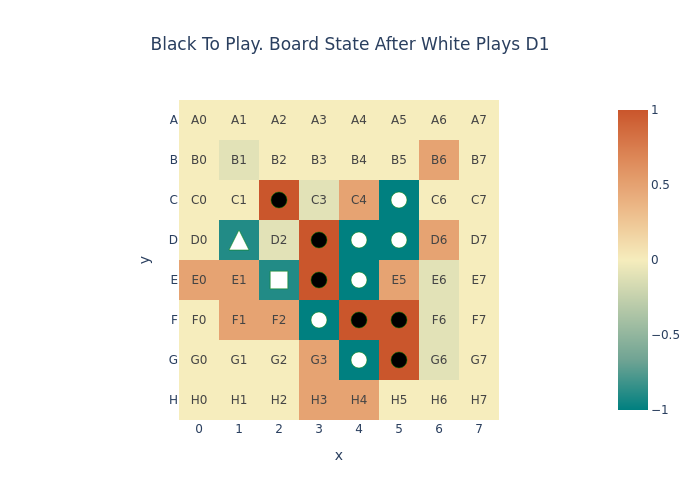 Black To Play. Board State After White Plays D1
A A0 A1 A2 A3 A4 A5 A6 A7
B B0 B1 B2 B3 B4 B5 B6 B7
C C0 C1 C3 C4 C6 C7
D D0 D2 D6 D7
E E0 E1 E5 E6 E7
F F0 F1 F2 F6 F7
G G0 G1 G2 G3 G6 G7
H H0 H1 H2 H3 H4 H5 H6 H7
0 1 2 3 4 5 6 7
x
y
1
0.5
0
−0.5
−1